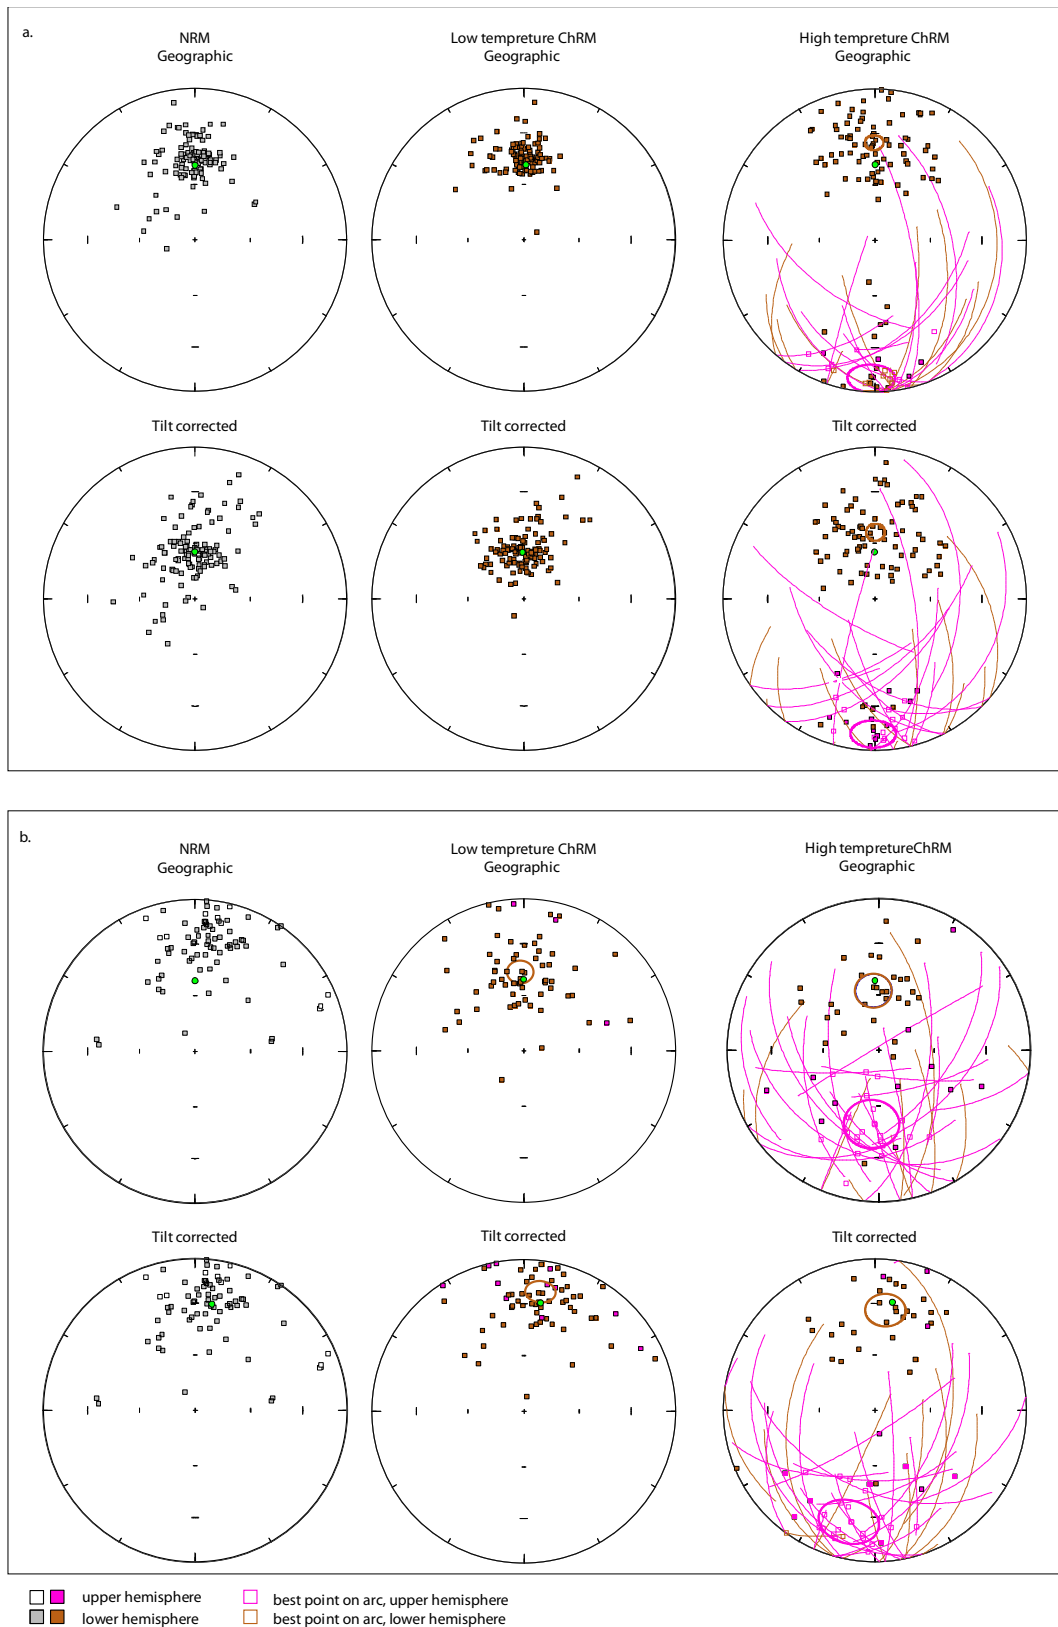 a.
NRM
Geographic
Low tempreture ChRM
Geographic
High tempreture ChRM
Geographic
Tilt corrected
Tilt corrected
Tilt corrected
b.
NRM
Geographic
Low tempreture ChRM
Geographic
High tempretureChRM
Geographic
Tilt corrected
Tilt corrected
Tilt corrected
upper hemisphere
best point on arc, upper hemisphere
lower hemisphere
best point on arc, lower hemisphere